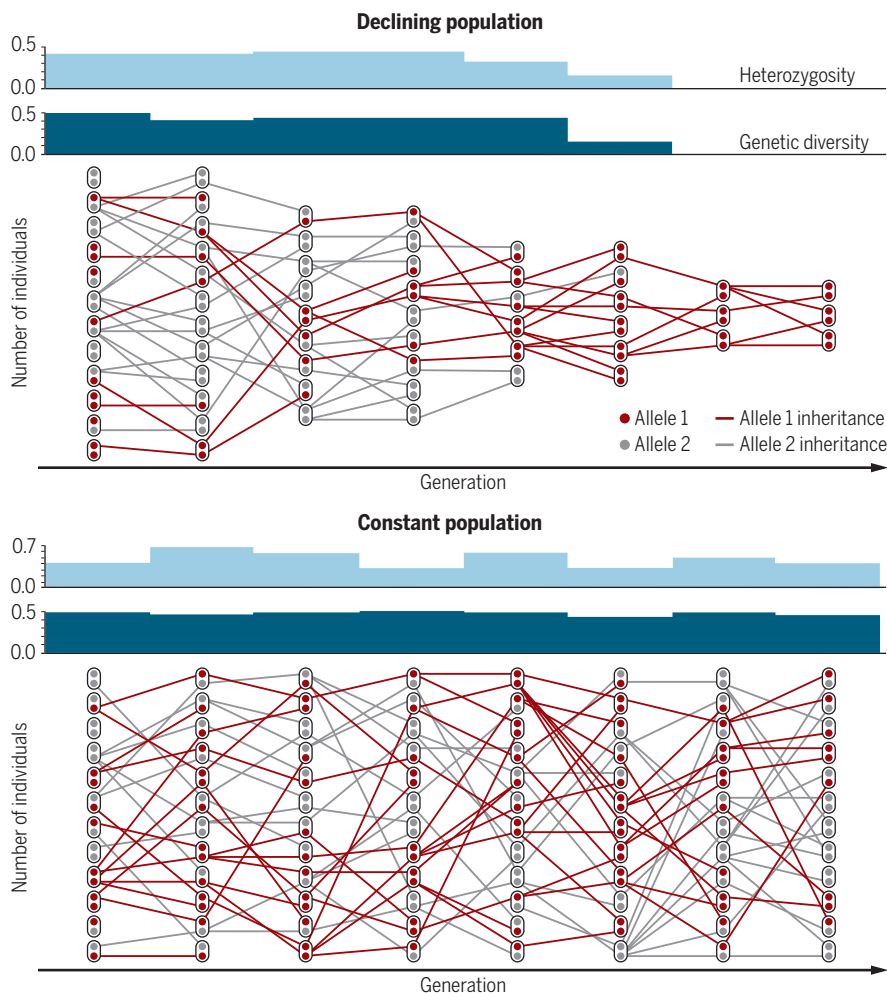 Declining population
0.5
0.0
Heterozygosity
0.5
0.0
Genetic diversity
Number of individuals
Allele 1
Allele 1 inheritance
Allele 2
Allele 2 inheritance
Generation
Constant population
0.7
0.0
0.5
0.0
Number of individuals
Generation